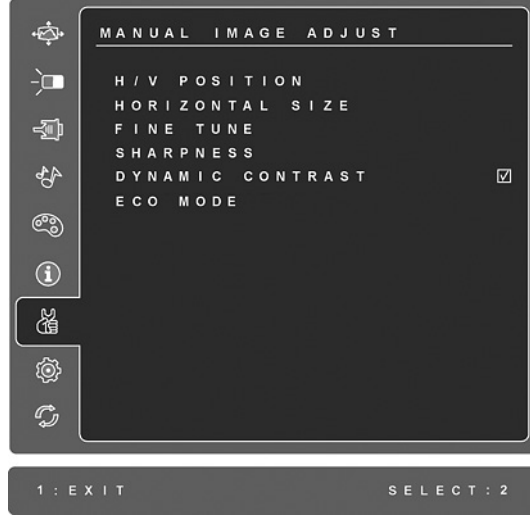 MANUAL IMAGE ADJUST
H/V POSITION
HORIZONTAL SIZE
FINE TUNE
SHARPNESS
DYNAMIC CONTRAST
ECO MODE
1:EXIT SELECT:2